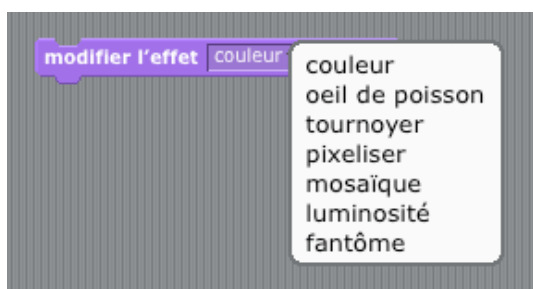 modifier l'effet couleur
couleur
oeil de poisson
tournoyer
pixeliser
mosaïque
luminosité
fantôme